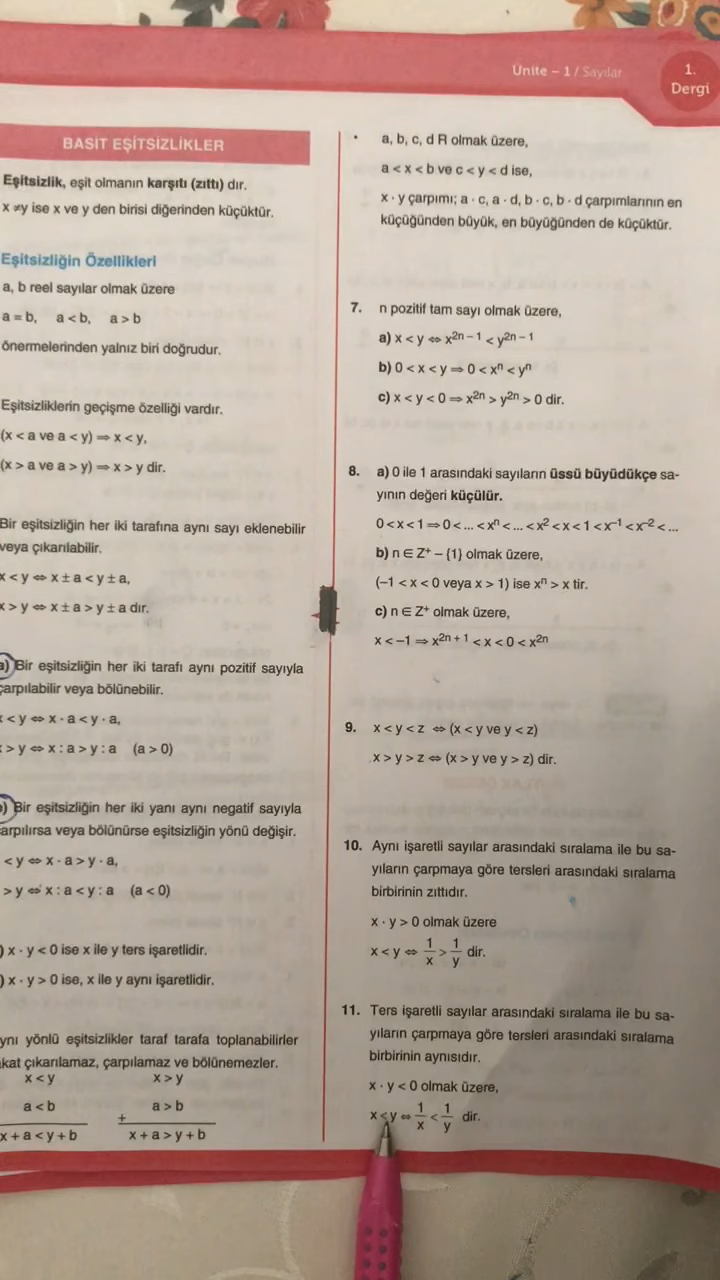 Ünite – 1 / Sayılar
1.
Dergi
BASİT EŞİTSİZLİKLER
Eşitsizlik, eşit olmanın karşıtı (zıttı) dır.
x ≠y ise x ve y den birisi diğerinden küçüktür.
Eşitsizliğin Özellikleri
a, b reel sayılar olmak üzere
a = b, a < b, a > b
önermelerinden yalnız biri doğrudur.
Eşitsizliklerin geçişme özelliği vardır.
(x < a ve a < y) ⇒ x < y,
(x > a ve a > y) ⇒ x > y dir.
Bir eşitsizliğin her iki tarafına aynı sayı eklenebilir
veya çıkarılabilir.
x < y ⇔ x ± a < y ± a,
x > y ⇔ x ± a > y ± a dır.
a) Bir eşitsizliğin her iki tarafı aynı pozitif sayıyla
çarpılabilir veya bölünebilir.
x < y ⇔ x · a < y · a,
x > y ⇔ x : a > y : a (a > 0)
b) Bir eşitsizliğin her iki yanı aynı negatif sayıyla
çarpılırsa veya bölünürse eşitsizliğin yönü değişir.
< y ⇔ x · a > y · a,
> y ⇔ x : a < y : a (a < 0)
) x · y < 0 ise x ile y ters işaretlidir.
) x · y > 0 ise, x ile y aynı işaretlidir.
ynı yönlü eşitsizlikler taraf tarafa toplanabilirler
akat çıkarılamaz, çarpılamaz ve bölünemezler.
x < y x > y
a < b a > b
+
x + a < y + b x + a > y + b
• a, b, c, d R olmak üzere,
a < x < b ve c < y < d ise,
x · y çarpımı; a · c, a · d, b · c, b · d çarpımlarının en
küçüğünden büyük, en büyüğünden de küçüktür.
7. n pozitif tam sayı olmak üzere,
a) x < y ⇔ x²ⁿ⁻¹ < y²ⁿ⁻¹
b) 0 < x < y ⇒ 0 < xⁿ < yⁿ
c) x < y < 0 ⇒ x²ⁿ > y²ⁿ > 0 dir.
8. a) 0 ile 1 arasındaki sayıların üssü büyüdükçe sa-
yının değeri küçülür.
0 < x < 1 ⇒ 0 < ... < xⁿ < ... < x² < x < 1 < x⁻¹ < x⁻² < ...
b) n ∈ Z⁺ – {1} olmak üzere,
(–1 < x < 0 veya x > 1) ise xⁿ > x tir.
c) n ∈ Z⁺ olmak üzere,
x < –1 ⇒ x²ⁿ⁺¹ < x < 0 < x²ⁿ
9. x < y < z ⇔ (x < y ve y < z)
x > y > z ⇔ (x > y ve y > z) dir.
10. Aynı işaretli sayılar arasındaki sıralama ile bu sa-
yıların çarpmaya göre tersleri arasındaki sıralama
birbirinin zıttıdır.
x · y > 0 olmak üzere
x < y ⇔ 1/x > 1/y dir.
11. Ters işaretli sayılar arasındaki sıralama ile bu sa-
yıların çarpmaya göre tersleri arasındaki sıralama
birbirinin aynısıdır.
x · y < 0 olmak üzere,
x < y ⇔ 1/x < 1/y dir.